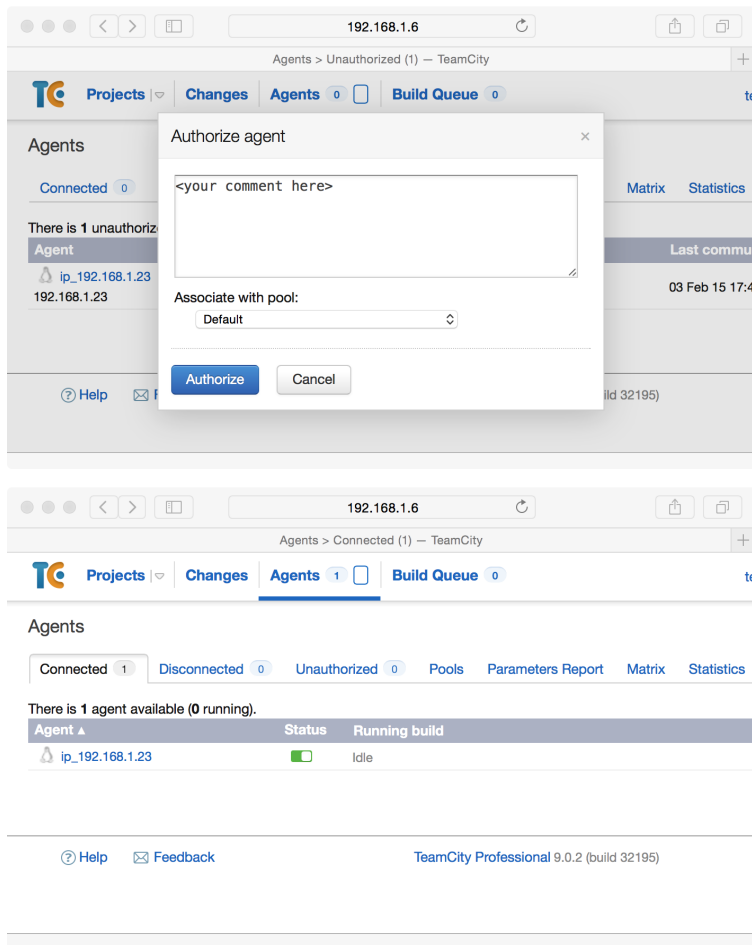 192.168.1.6
Agents > Unauthorized (1) — TeamCity
TC Projects Changes Agents 0 Build Queue 0
Authorize agent ×
Agents
<your comment here>
Connected 0 Matrix Statistics
There is 1 unauthoriz
Agent Last commu
ip_192.168.1.23
192.168.1.23 03 Feb 15 17:4
Associate with pool:
Default
Authorize Cancel
? Help F ild 32195)
192.168.1.6
Agents > Connected (1) — TeamCity
TC Projects Changes Agents 1 Build Queue 0 te
Agents
Connected 1 Disconnected 0 Unauthorized 0 Pools Parameters Report Matrix Statistics
There is 1 agent available (0 running).
Agent ▴ Status Running build
ip_192.168.1.23 Idle
? Help Feedback TeamCity Professional 9.0.2 (build 32195)